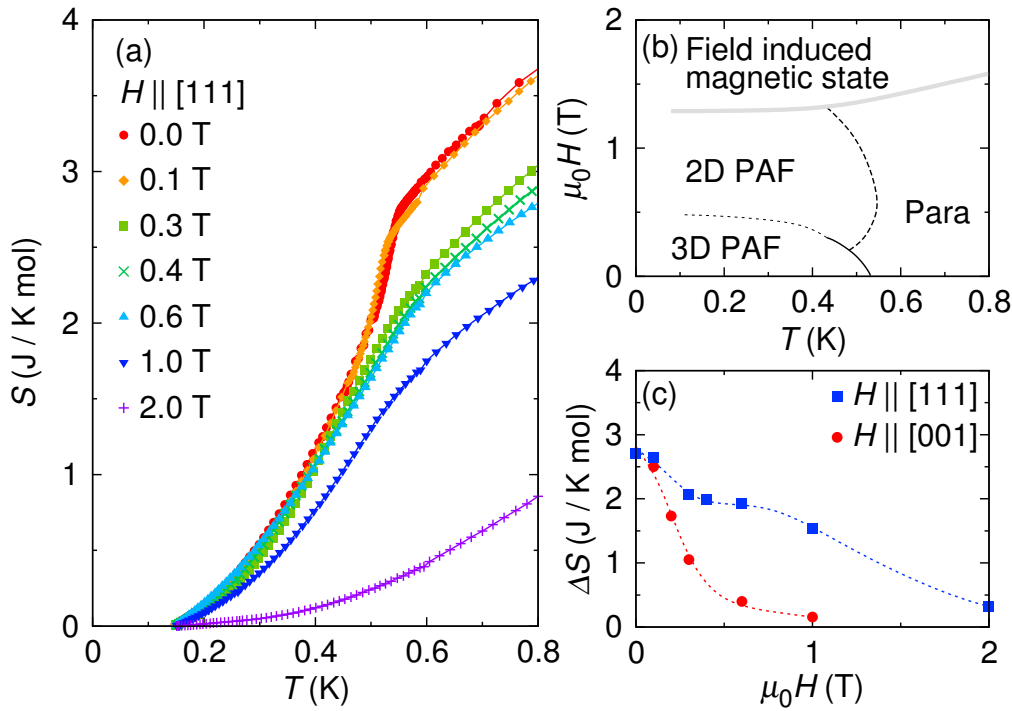 (a)
H || [111]
0.0 T
0.1 T
0.3 T
0.4 T
0.6 T
1.0 T
2.0 T
S (J / K mol)
4
3
2
1
0
0
0.2
0.4
0.6
0.8
T (K)
(b)
Field induced
magnetic state
2D PAF
3D PAF
Para
μ0H (T)
2
1
0
0
0.2
0.4
0.6
0.8
T (K)
(c)
H || [111]
H || [001]
ΔS (J / K mol)
4
3
2
1
0
0
1
2
μ0H (T)